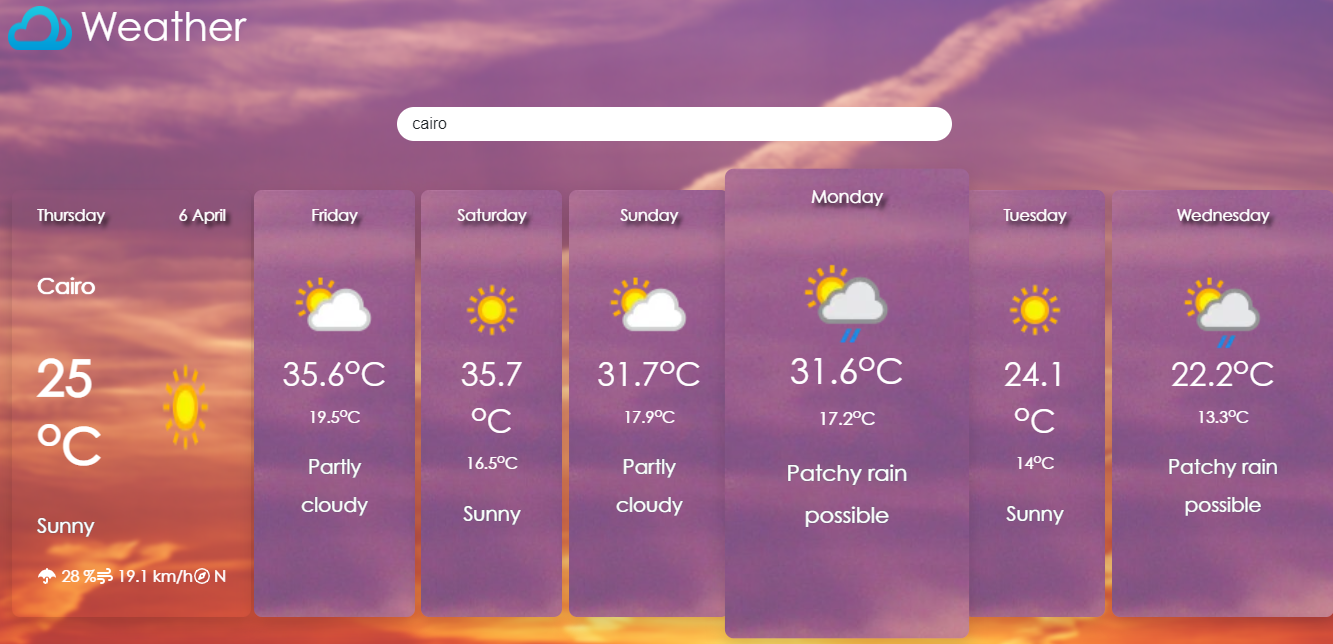 Weather
cairo
Thursday 6 April
Cairo
25
°C
Sunny
28 % 19.1 km/h N
Friday
35.6°C
19.5°C
Partly
cloudy
Saturday
35.7
°C
16.5°C
Sunny
Sunday
31.7°C
17.9°C
Partly
cloudy
Monday
31.6°C
17.2°C
Patchy rain
possible
Tuesday
24.1
°C
14°C
Sunny
Wednesday
22.2°C
13.3°C
Patchy rain
possible